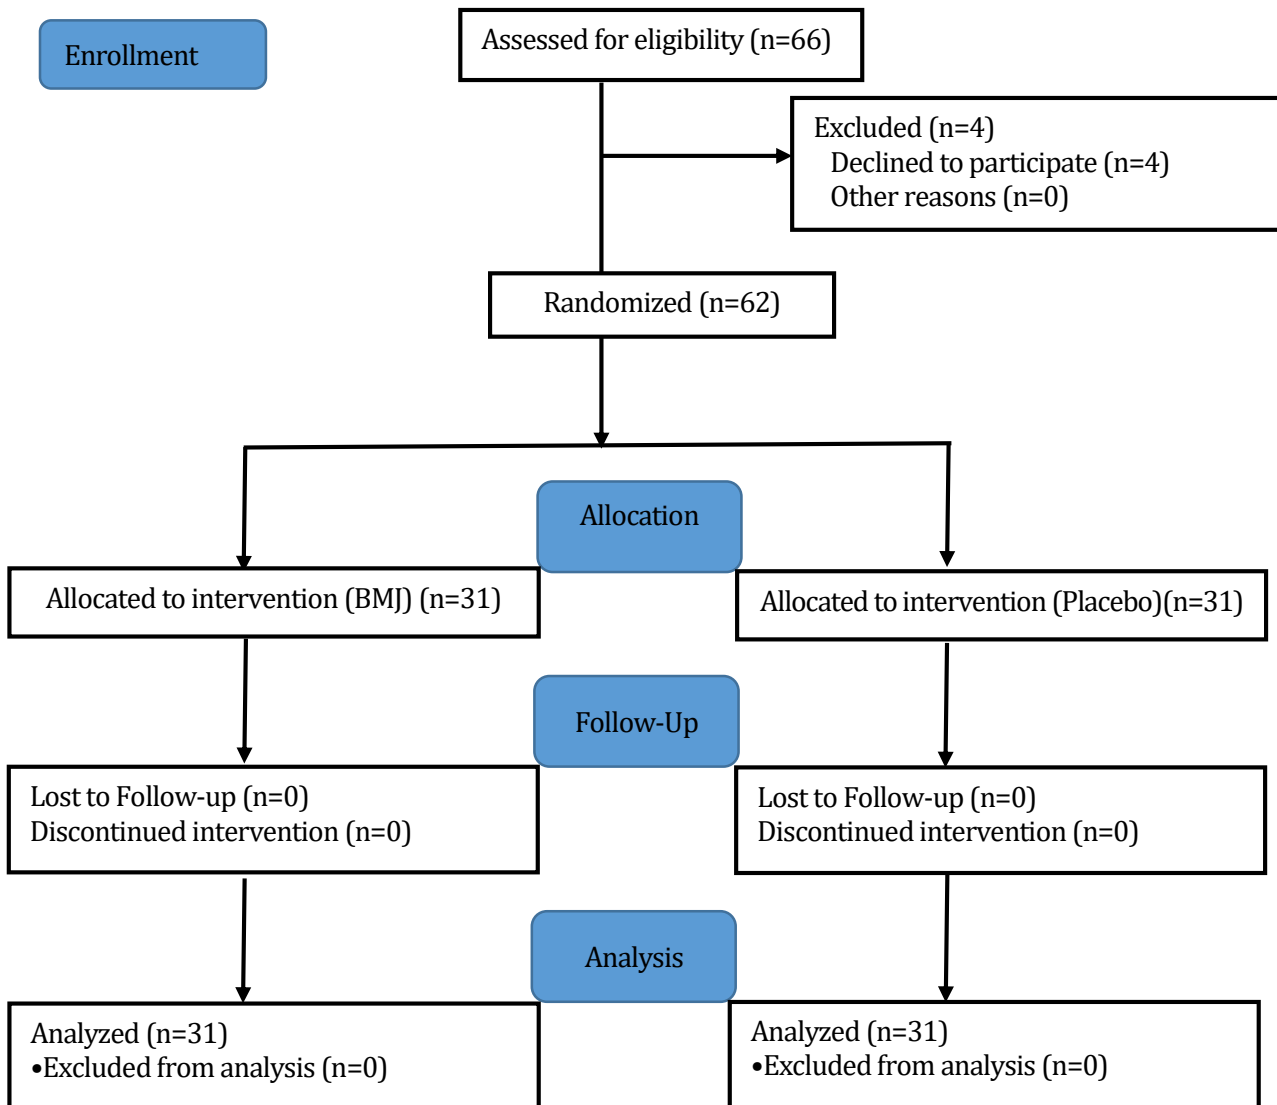 Enrollment
Assessed for eligibility (n=66)
Excluded (n=4)
Declined to participate (n=4)
Other reasons (n=0)
Randomized (n=62)
Allocation
Allocated to intervention (BMJ) (n=31)
Allocated to intervention (Placebo)(n=31)
Follow-Up
Lost to Follow-up (n=0)
Discontinued intervention (n=0)
Lost to Follow-up (n=0)
Discontinued intervention (n=0)
Analysis
Analyzed (n=31)
•Excluded from analysis (n=0)
Analyzed (n=31)
•Excluded from analysis (n=0)